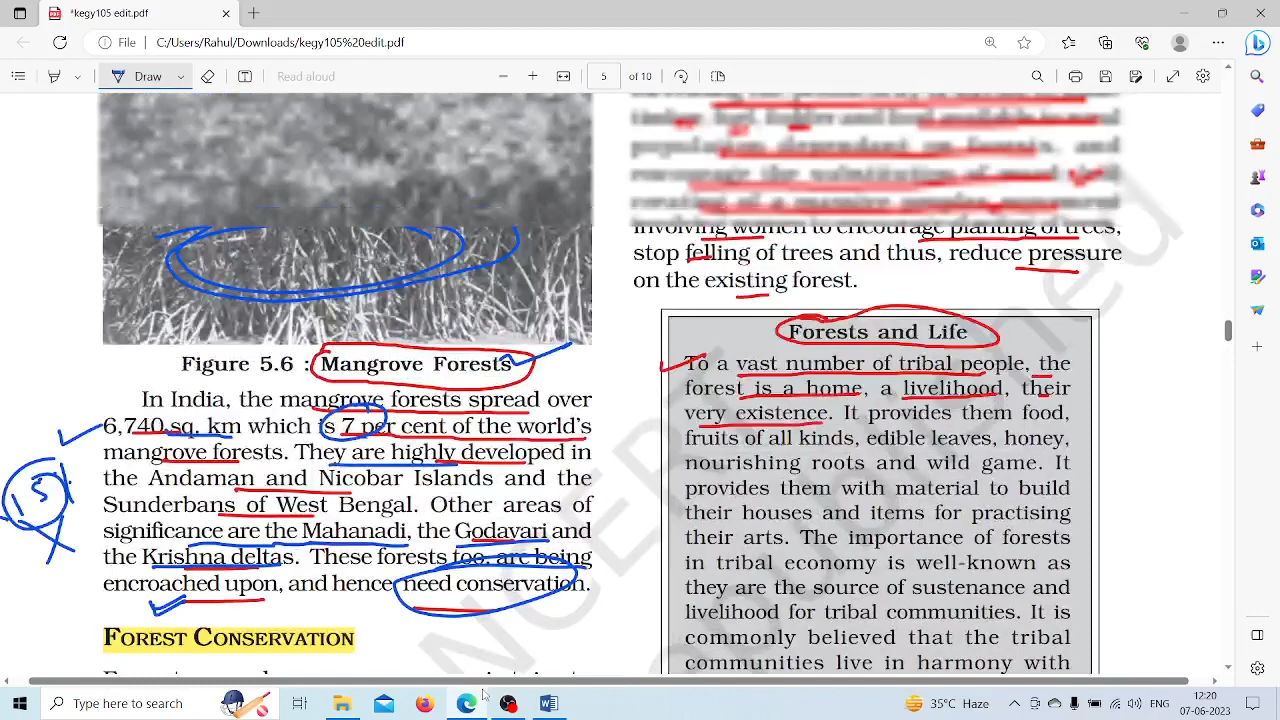 *kegy105 edit.pdf
File C:/Users/Rahul/Downloads/kegy105%20edit.pdf
Draw Read aloud 5 of 10
Figure 5.6 : Mangrove Forests
In India, the mangrove forests spread over
6,740 sq. km which is 7 per cent of the world's
mangrove forests. They are highly developed in
the Andaman and Nicobar Islands and the
Sunderbans of West Bengal. Other areas of
significance are the Mahanadi, the Godavari and
the Krishna deltas. These forests too, are being
encroached upon, and hence, need conservation.
FOREST CONSERVATION
population dependant on forests, and
involving women to encourage planting of trees,
stop felling of trees and thus, reduce pressure
on the existing forest.
Forests and Life
To a vast number of tribal people, the
forest is a home, a livelihood, their
very existence. It provides them food,
fruits of all kinds, edible leaves, honey,
nourishing roots and wild game. It
provides them with material to build
their houses and items for practising
their arts. The importance of forests
in tribal economy is well-known as
they are the source of sustenance and
livelihood for tribal communities. It is
commonly believed that the tribal
communities live in harmony with
Type here to search
35°C Haze
12:20
07-06-2023